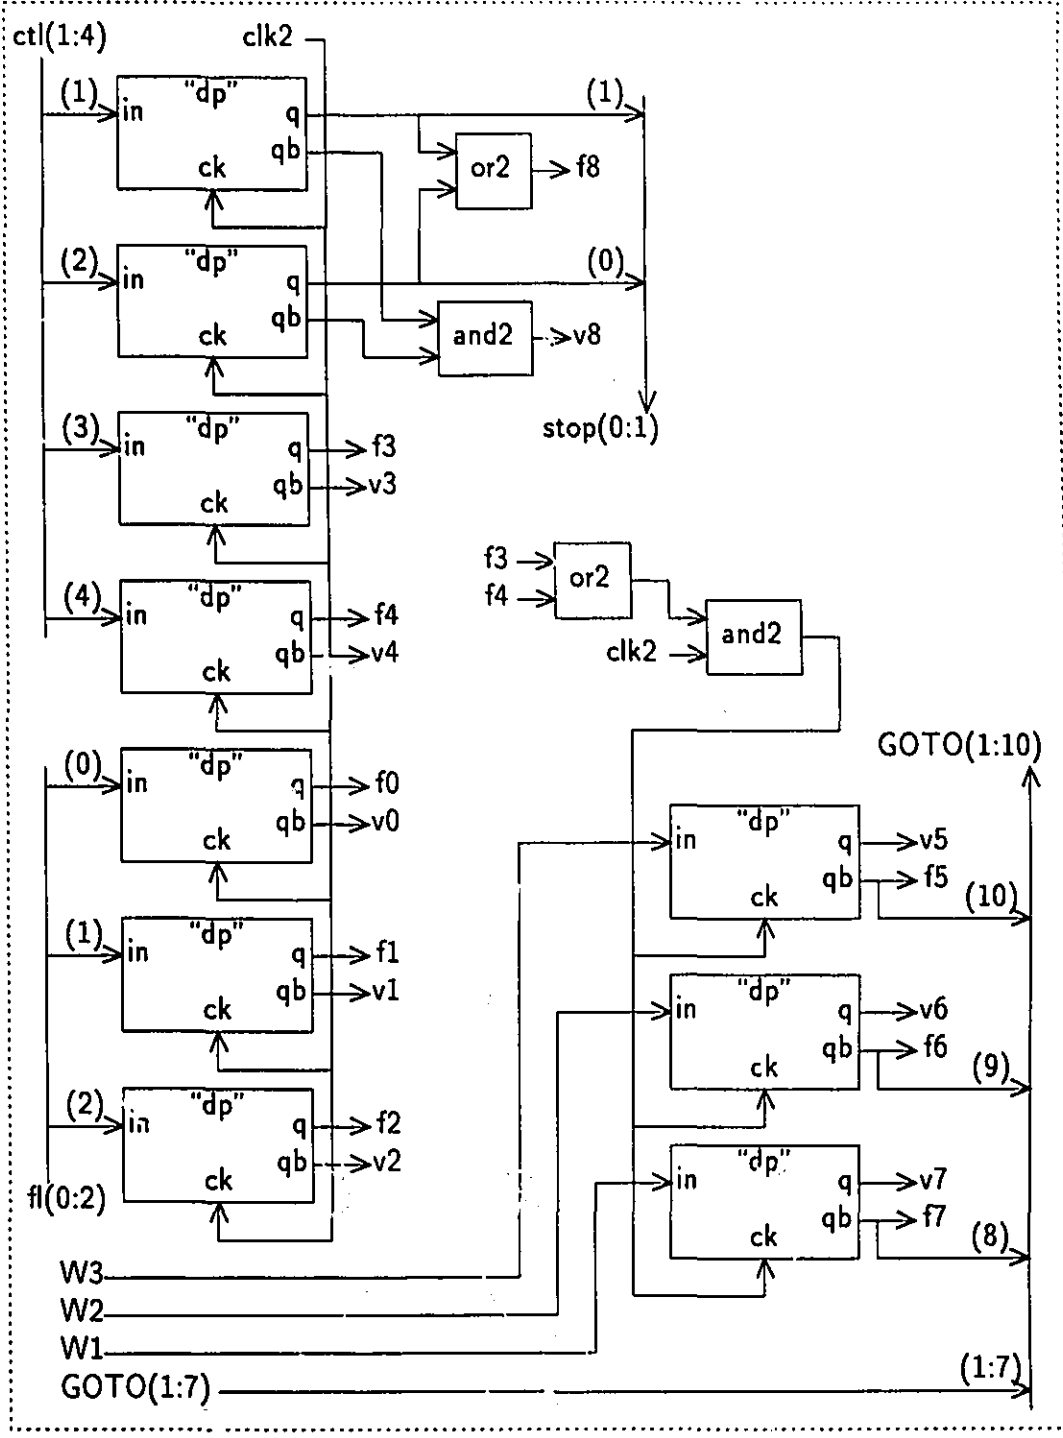 ctl(1:4) clk2
(1) in "dp" q (1)
qb
ck
or2 f8
(2) in "dp" q (0)
qb
ck
and2 v8
stop(0:1)
(3) in "dp" q f3
qb v3
ck
(4) in "dp" q f4
qb v4
ck
f3
f4
or2
clk2
and2
GOTO(1:10)
(0) in "dp" q f0
qb v0
ck
(1) in "dp" q f1
qb v1
ck
(2) in "dp" q f2
qb v2
ck
fl(0:2)
in "dp" q v5
qb f5
ck
(10)
in "dp" q v6
qb f6
ck
(9)
in "dp" q v7
qb f7
ck
(8)
W3
W2
W1
GOTO(1:7) (1:7)